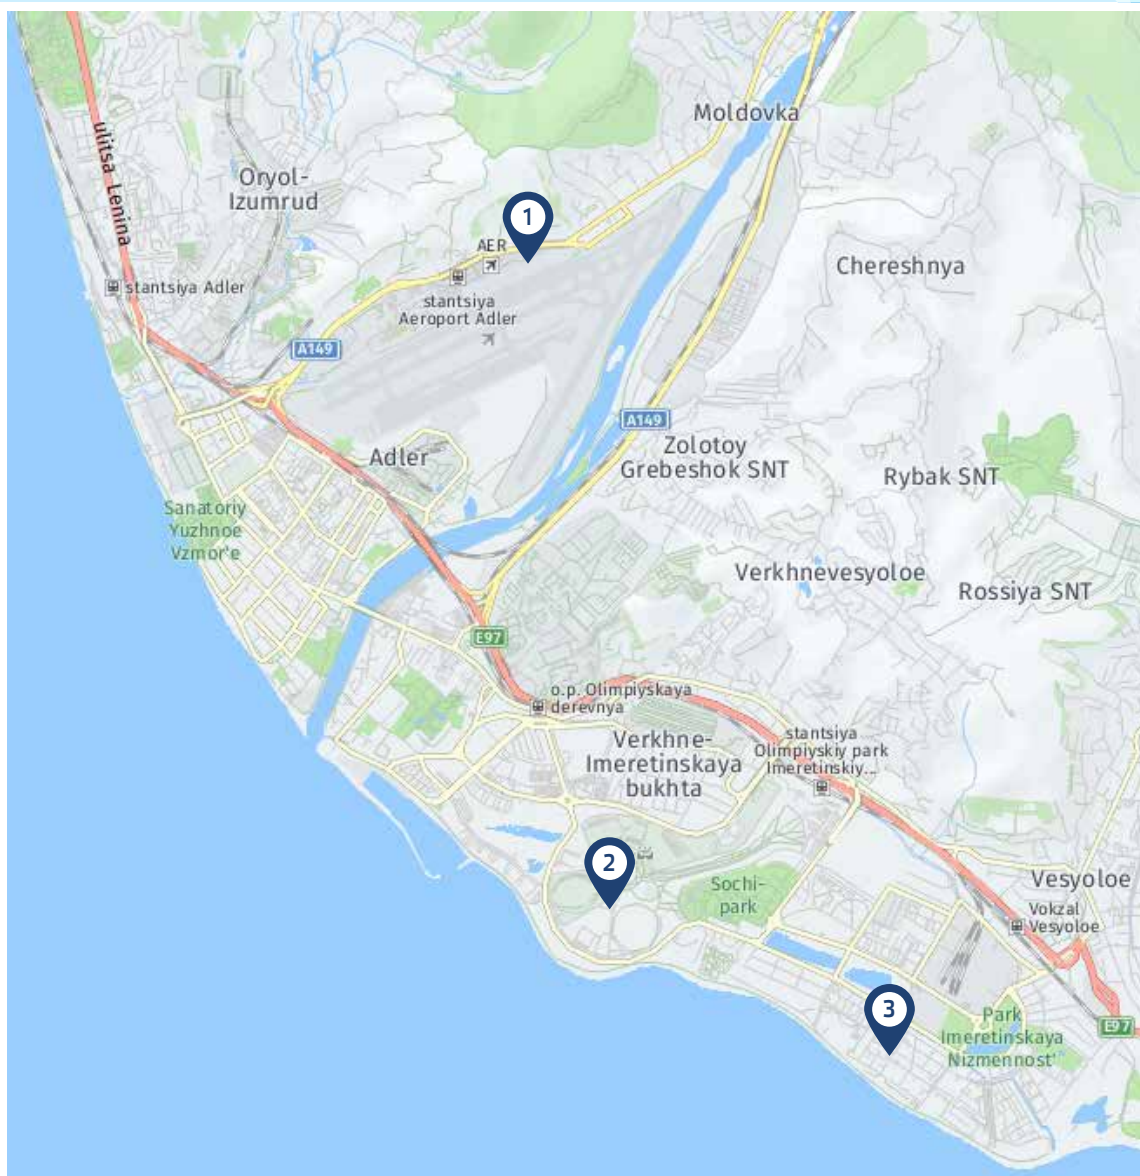 ulitsa Lenina
Moldovka
Oryol-
Izumrud
1
AER
Chereshnya
stantsiya Adler
stantsiya
Aeroport Adler
A149
A149
Zolotoy
Grebeshok SNT
Adler
Rybak SNT
Sanatoriy
Yuzhnoe
Vzmor'e
Verkhnevesyoloe
Rossiya SNT
E97
o.p. Olimpiyskaya
derevnya
Verkhne-
Imeretinskaya
bukhta
stantsiya
Olimpiyskiy park
Imeretinskiy...
2
Sochi-
park
Vesyoloe
Vokzal
Vesyoloe
3
Park
Imeretinskaya
Nizmennost'
E97